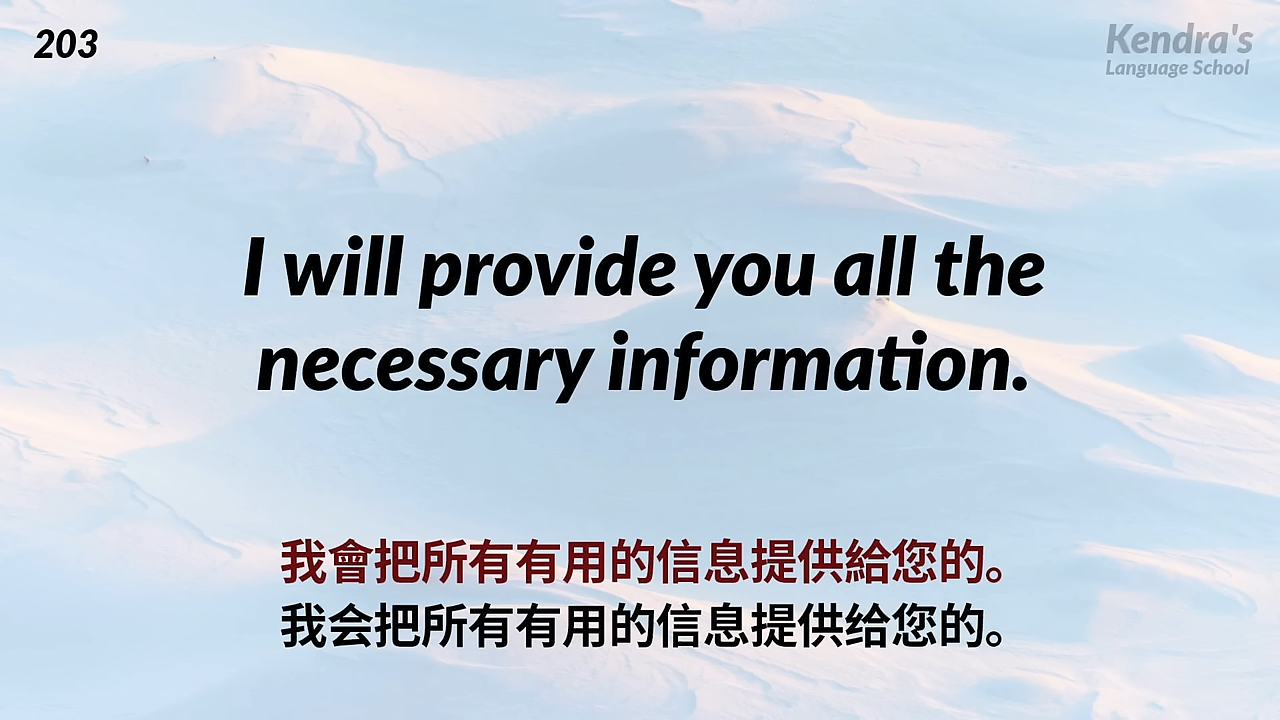 203
Kendra's
Language School
I will provide you all the
necessary information.
我會把所有有用的信息提供給您的。
我会把所有有用的信息提供给您的。